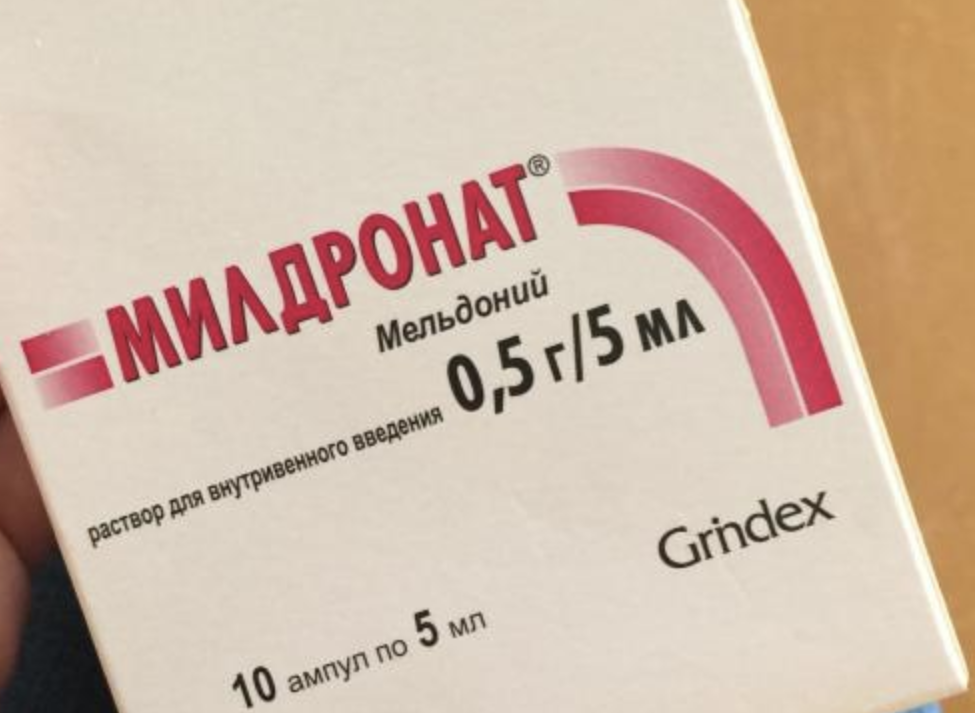 МИЛДРОНАТ®
Мельдоний
раствор для внутривенного введения 0,5 г/5 мл
Grindex
10 ампул по 5 мл